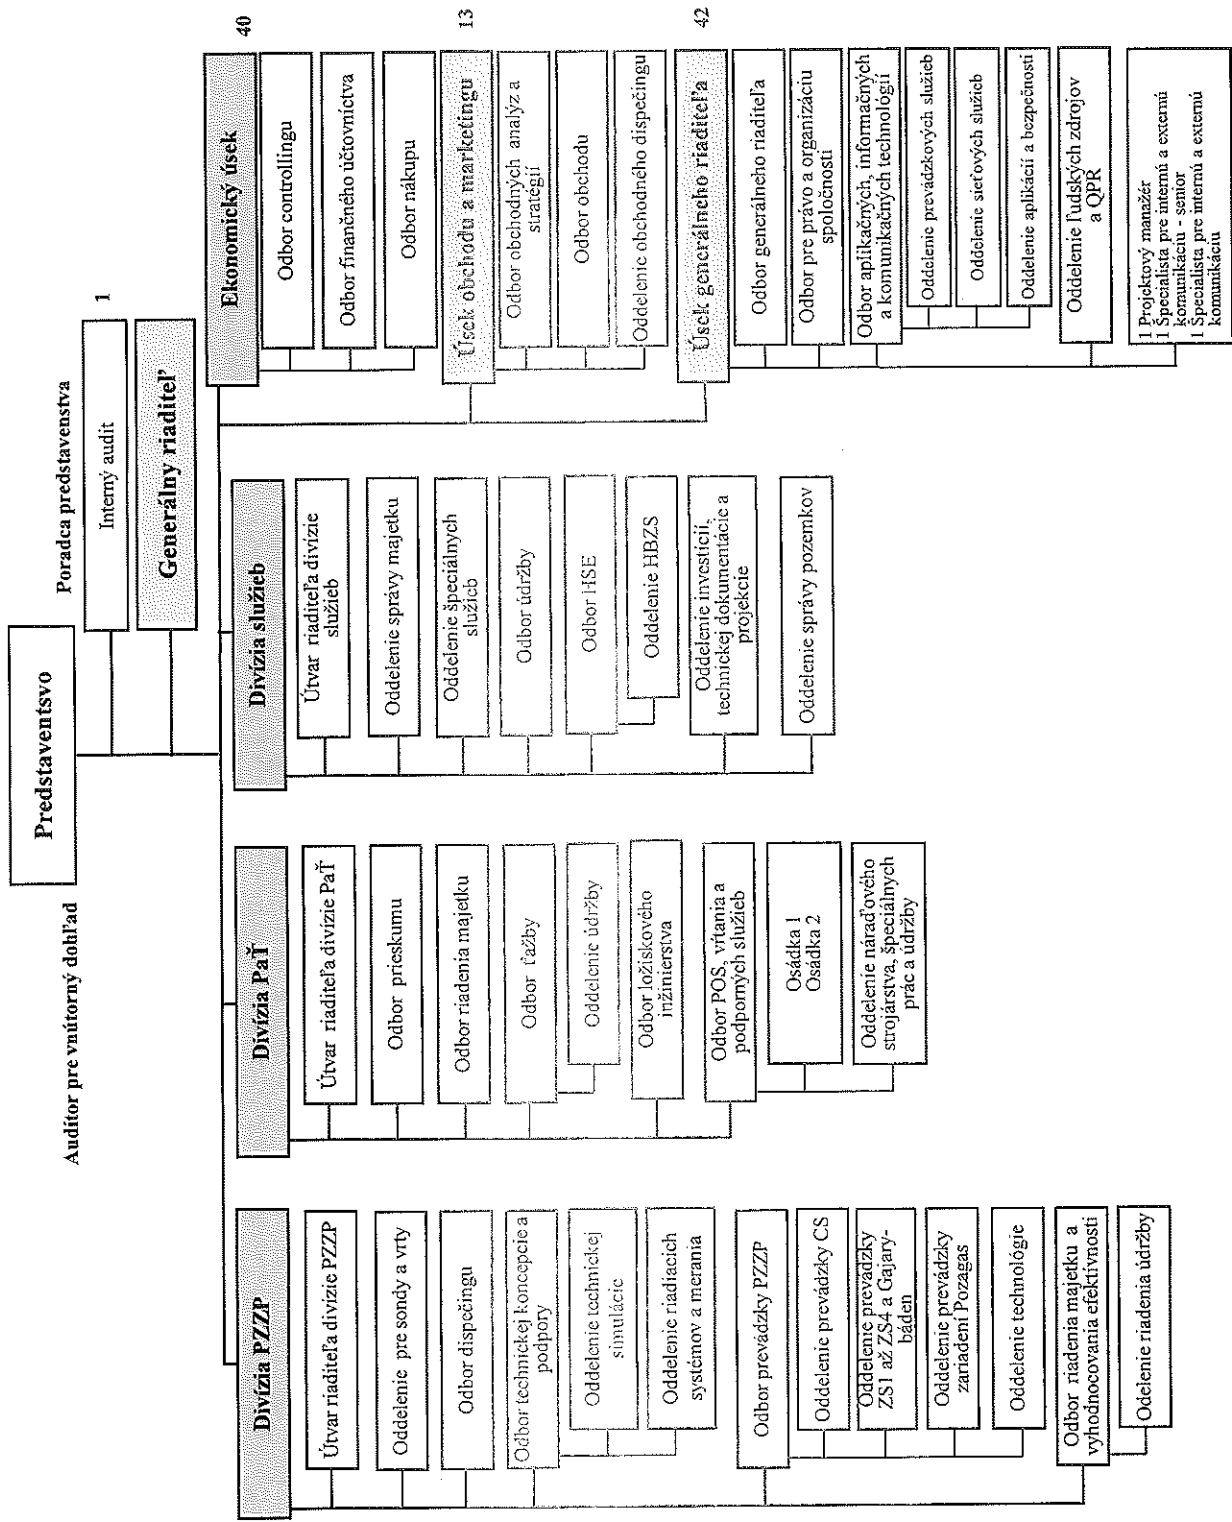 Predstaventsvo
Audítor pre vnútorný dohľad
Poradca predstavenstva
Interný audit
1
Generálny riaditeľ
Divízia PZZP
Útvar riaditeľa divízie PZZP
Oddelenie pre sondy a vrty
Odbor dispečingu
Odbor technickej koncepcie a
podpory
Oddelenie technickej
simulácie
Oddelenie riadiacich
systémov a merania
Odbor prevádzky PZZP
Oddelenie prevádzky CS
Oddelenie prevádzky
ZS1 až ZS4 a Gajary-
báden
Oddelenie prevádzky
zariadení Pozagas
Oddelenie technológie
Odbor riadenia majetku a
vyhodnocovania efektívnosti
Odelenie riadenia údržby
Divízia PaŤ
Útvar riaditeľa divízie PaŤ
Odbor prieskumu
Odbor riadenia majetku
Odbor ťažby
Oddelenie údržby
Odbor ložiskového
inžinierstva
Odbor POS, vŕtania a
podporných služieb
Osádka 1
Osádka 2
Oddelenie náraďového
strojárstva, špeciálnych
prác a údržby
Divízia služieb
Útvar riaditeľa divízie
služieb
Oddelenie správy majetku
Oddelenie špeciálnych
služieb
Odbor údržby
Odbor HSE
Oddelenie HBZS
Oddelenie investícií,
technickej dokumentácie a
projekcie
Oddelenie správy pozemkov
Ekonomický úsek
40
Odbor controllingu
Odbor finančného účtovníctva
Odbor nákupu
Úsek obchodu a marketingu
13
Odbor obchodných analýz a
stratégií
Odbor obchodu
Oddelenie obchodného dispečingu
Úsek generálneho riaditeľa
42
Odbor generálneho riaditeľa
Odbor pre právo a organizáciu
spoločnosti
Odbor aplikačných, informačných
a komunikačných technológií
Oddelenie prevádzkových služieb
Oddelenie sieťových služieb
Oddelenie aplikácií a bezpečnosti
Oddelenie ľudských zdrojov
a QPR
1 Projektový manažér
1 Špecialista pre internú a externú
komunikáciu - senior
1 Špecialista pre internú a externú
komunikáciu